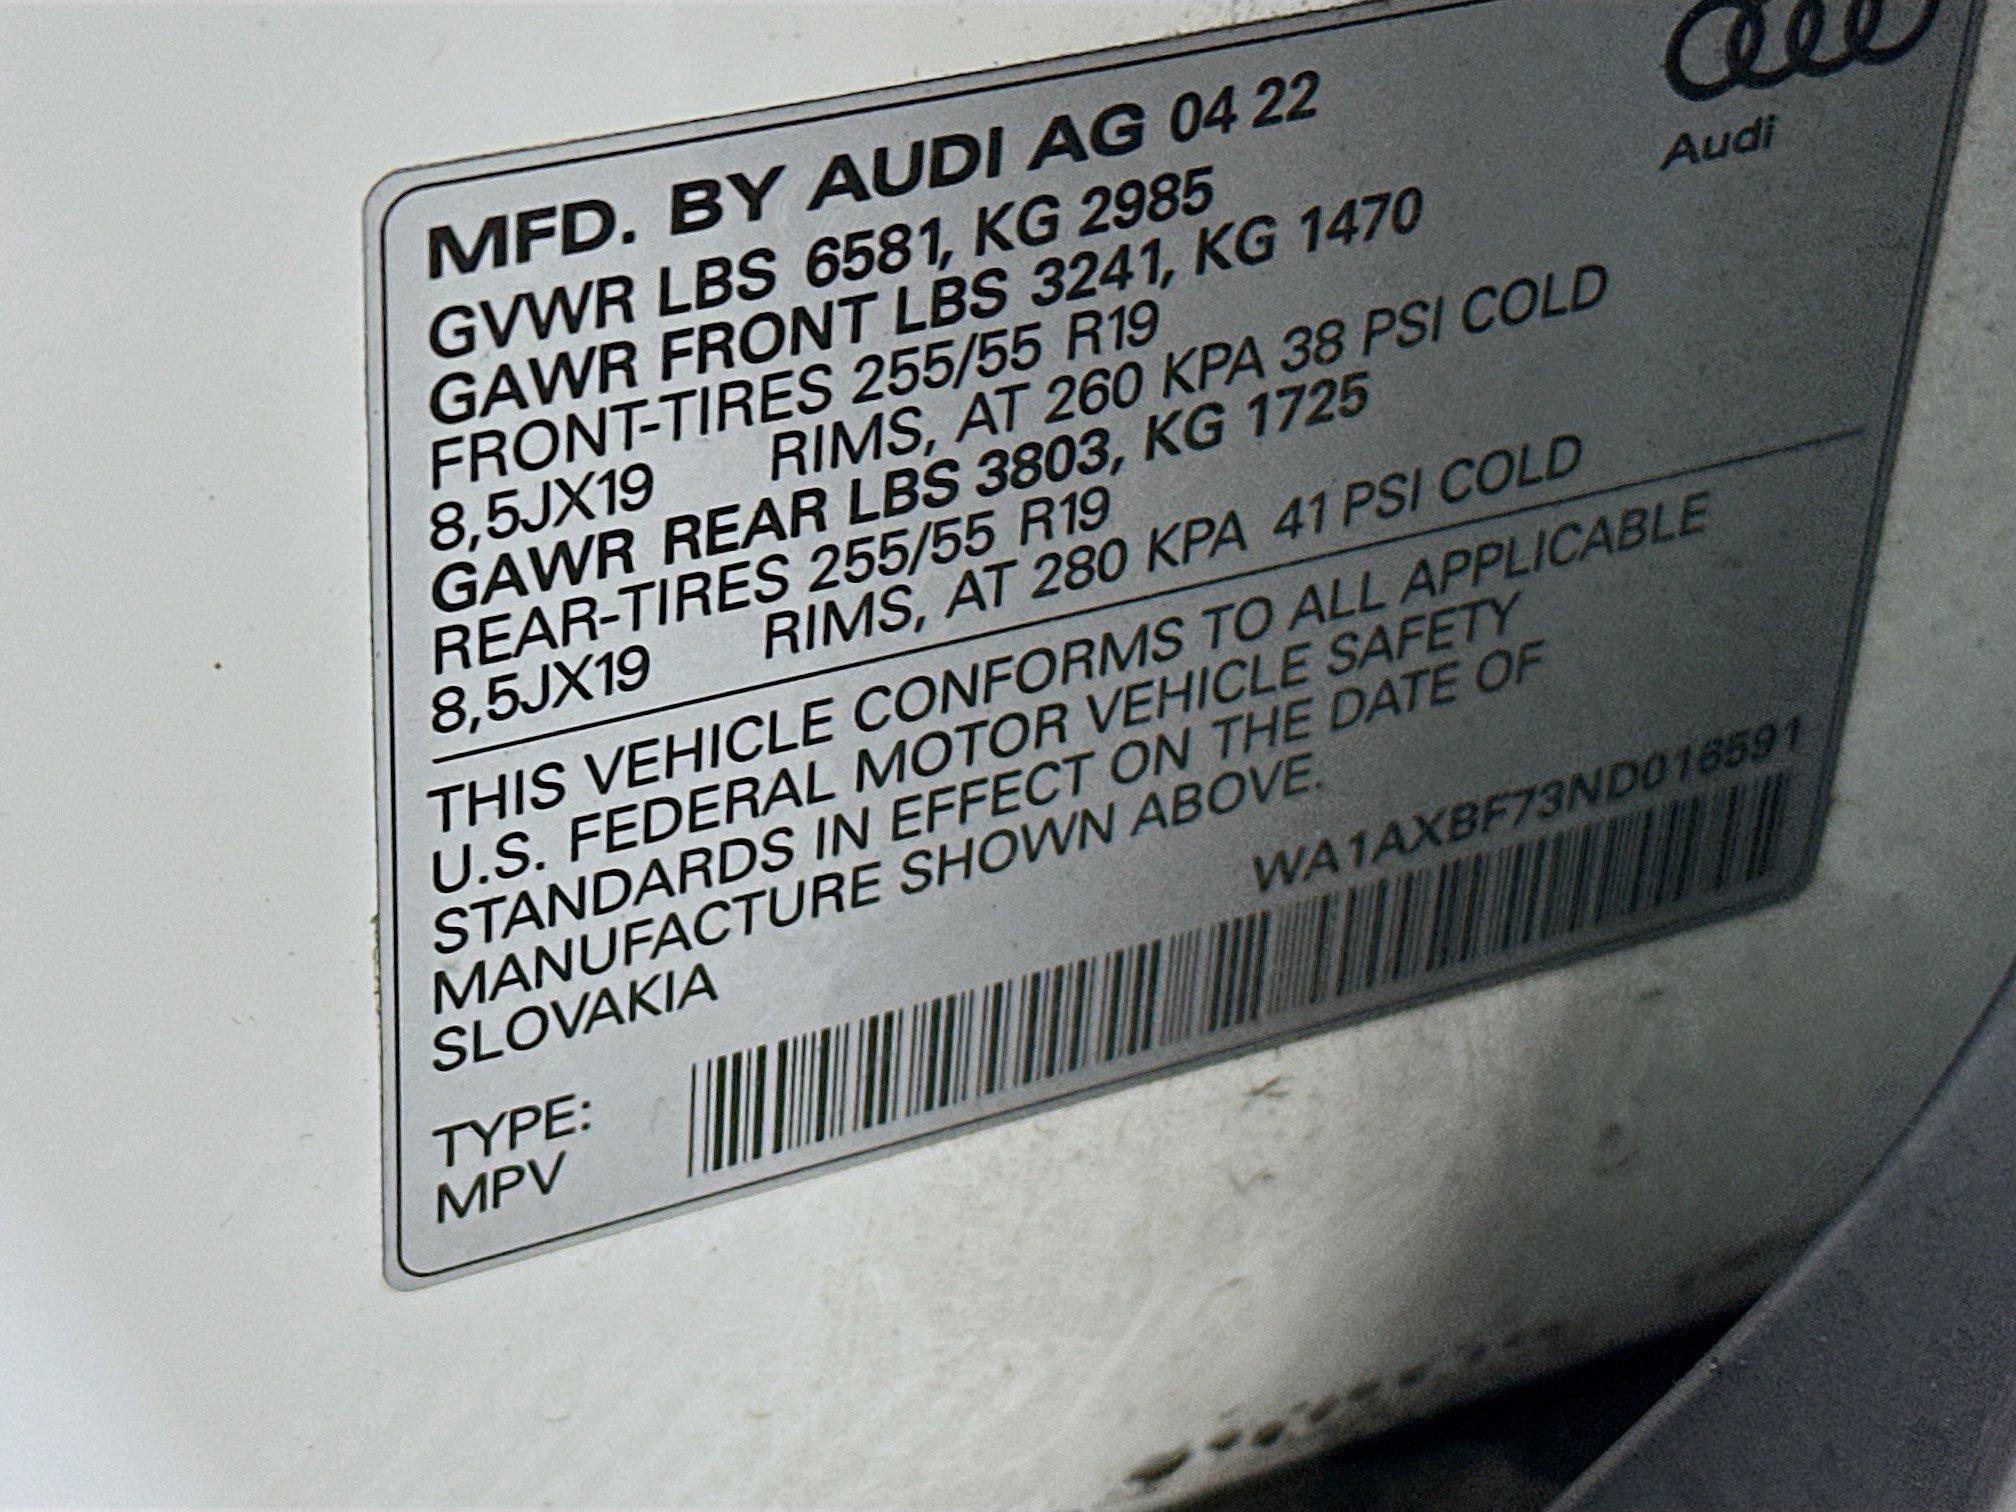 MFD. BY AUDI AG 04 22
Audi
GVWR LBS 6581, KG 2985
GAWR FRONT LBS 3241, KG 1470
FRONT-TIRES 255/55 R19
8,5JX19 RIMS, AT 260 KPA 38 PSI COLD
GAWR REAR LBS 3803, KG 1725
REAR-TIRES 255/55 R19
8,5JX19 RIMS, AT 280 KPA 41 PSI COLD
THIS VEHICLE CONFORMS TO ALL APPLICABLE
U.S. FEDERAL MOTOR VEHICLE SAFETY
STANDARDS IN EFFECT ON THE DATE OF
MANUFACTURE SHOWN ABOVE.
SLOVAKIA
WA1AXBF73ND016591
TYPE:
MPV